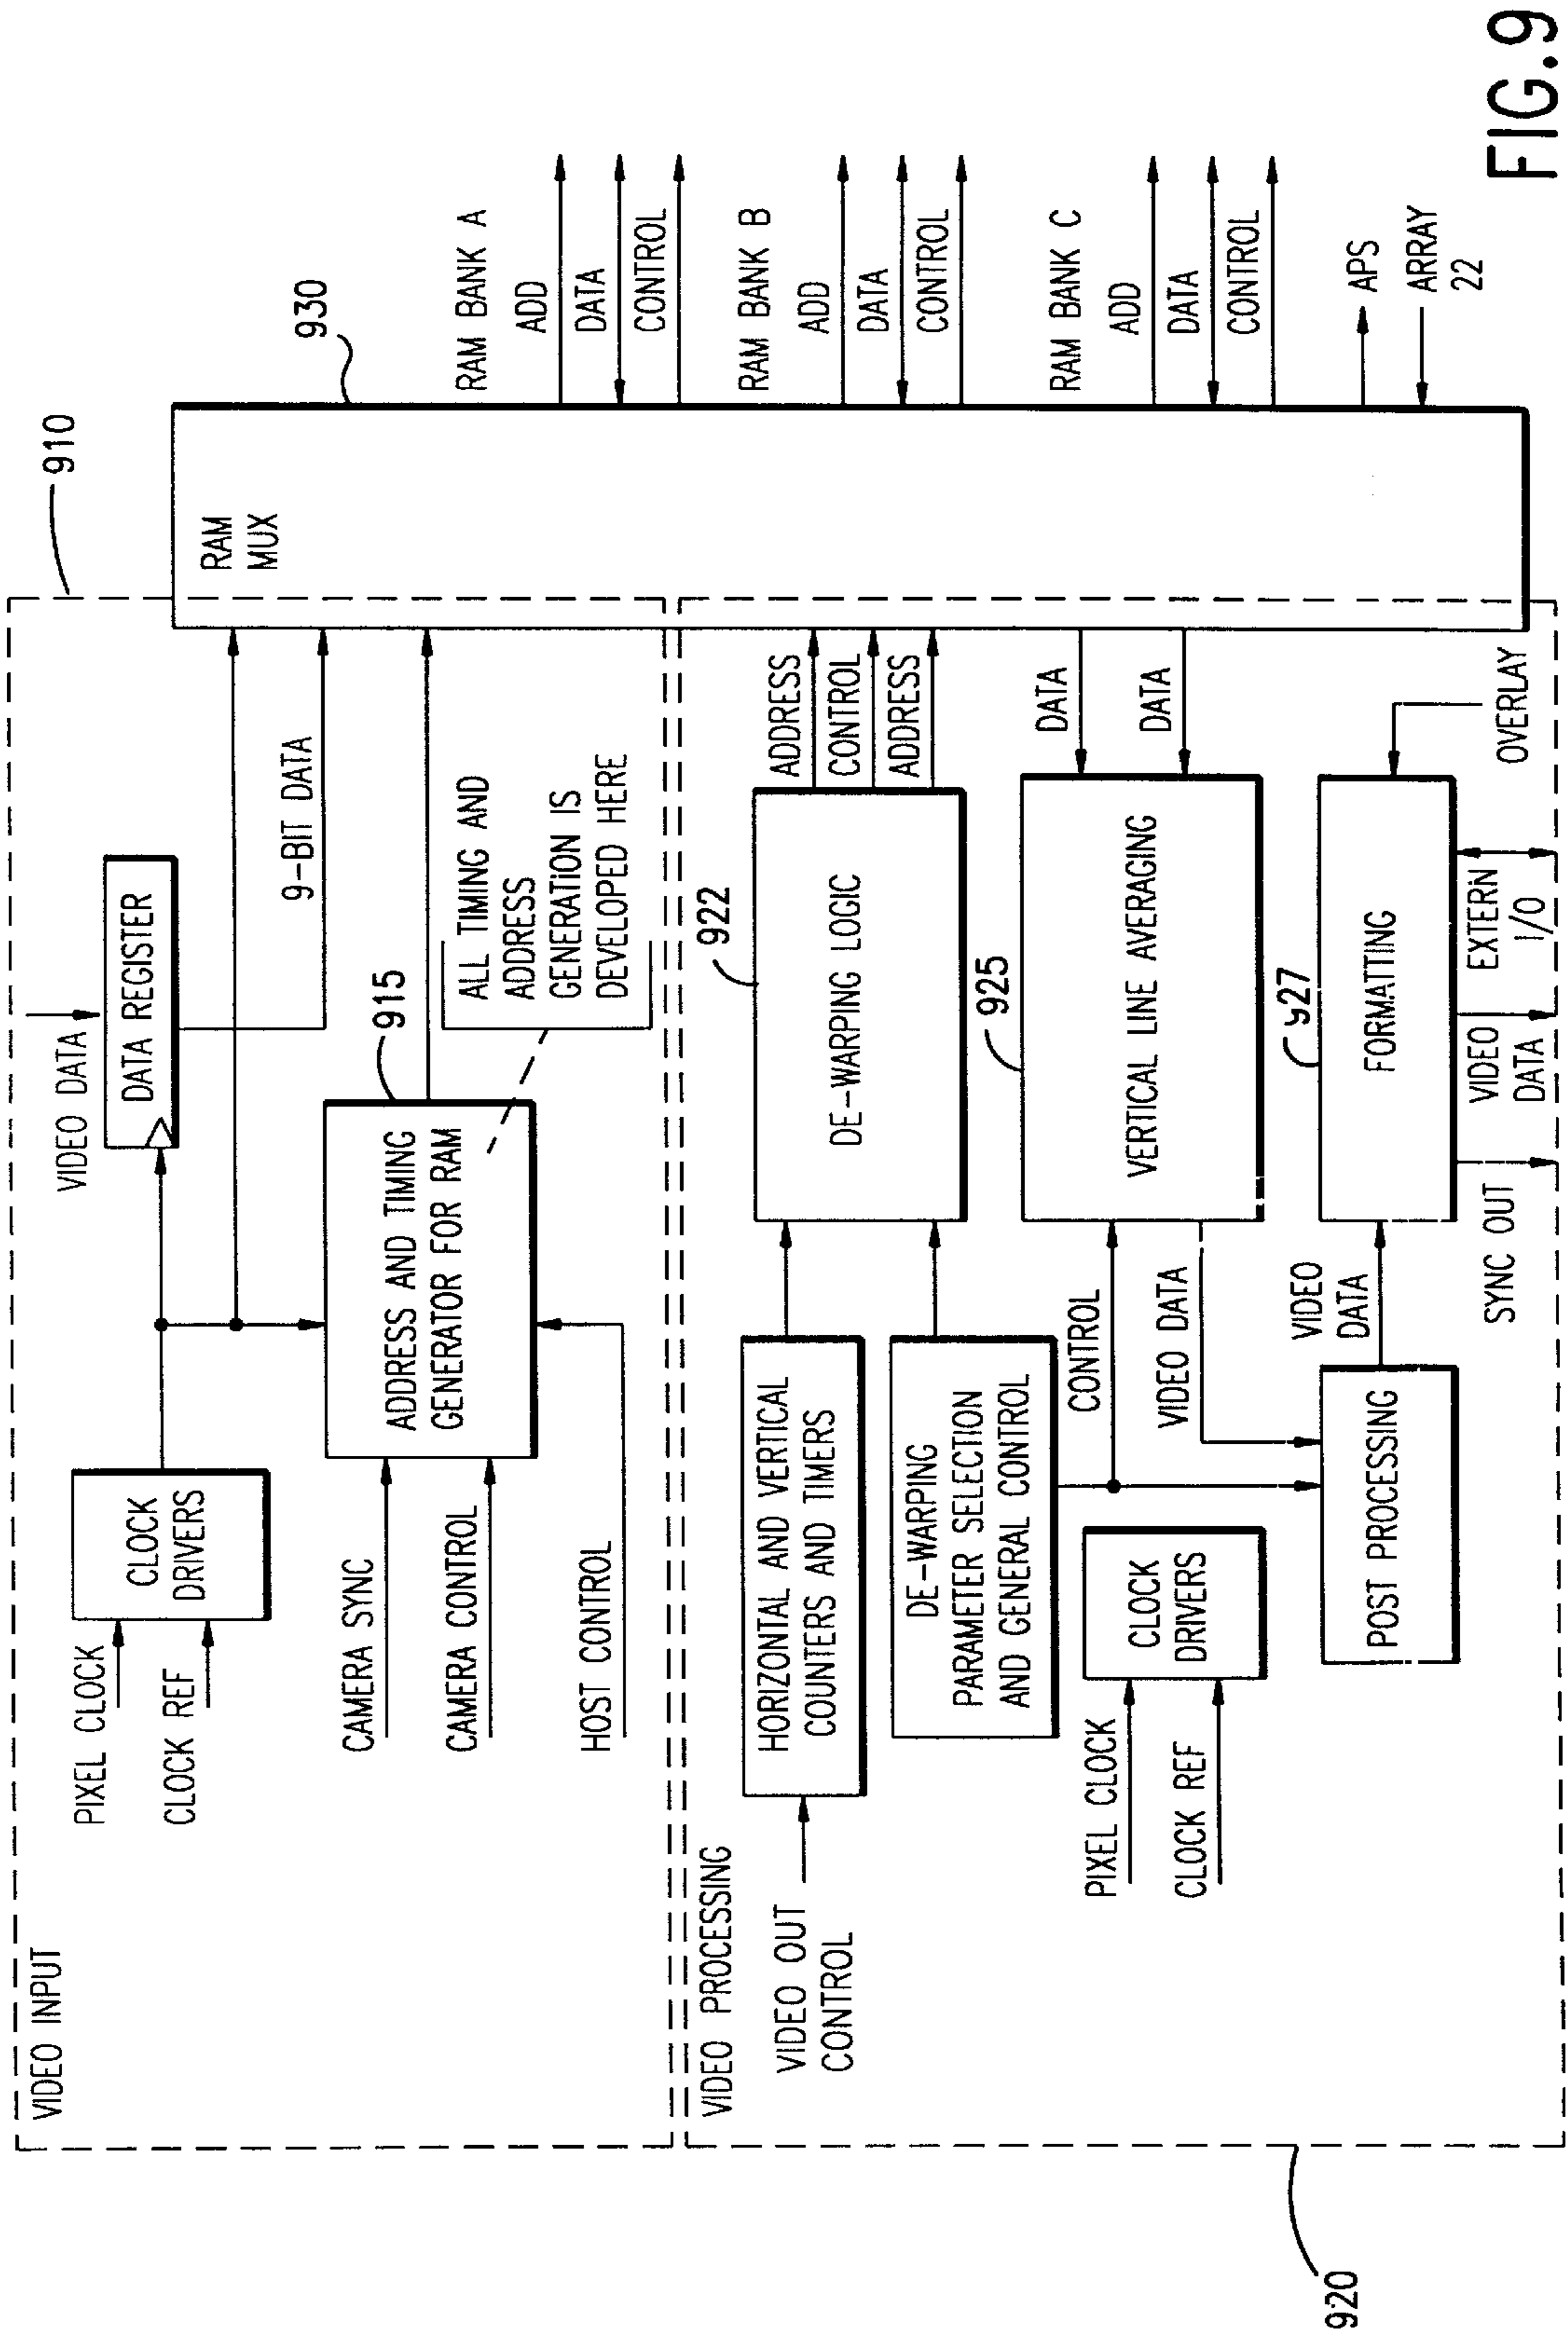 VIDEO INPUT
910
PIXEL CLOCK
CLOCK REF
CLOCK
DRIVERS
VIDEO DATA
DATA REGISTER
9-BIT DATA
CAMERA SYNC
CAMERA CONTROL
HOST CONTROL
ADDRESS AND TIMING
GENERATOR FOR RAM
915
ALL TIMING AND
ADDRESS
GENERATION IS
DEVELOPED HERE
RAM
MUX
930
RAM BANK A
ADD
DATA
CONTROL
RAM BANK B
ADD
DATA
CONTROL
RAM BANK C
ADD
DATA
CONTROL
APS
ARRAY
22
VIDEO PROCESSING
VIDEO OUT
CONTROL
HORIZONTAL AND VERTICAL
COUNTERS AND TIMERS
DE-WARPING
PARAMETER SELECTION
AND GENERAL CONTROL
922
DE-WARPING LOGIC
ADDRESS
CONTROL
ADDRESS
PIXEL CLOCK
CLOCK REF
CLOCK
DRIVERS
CONTROL
VIDEO DATA
925
VERTICAL LINE AVERAGING
DATA
DATA
POST PROCESSING
VIDEO
DATA
927
FORMATTING
OVERLAY
SYNC OUT
VIDEO
DATA
EXTERN
I/O
920
FIG.9